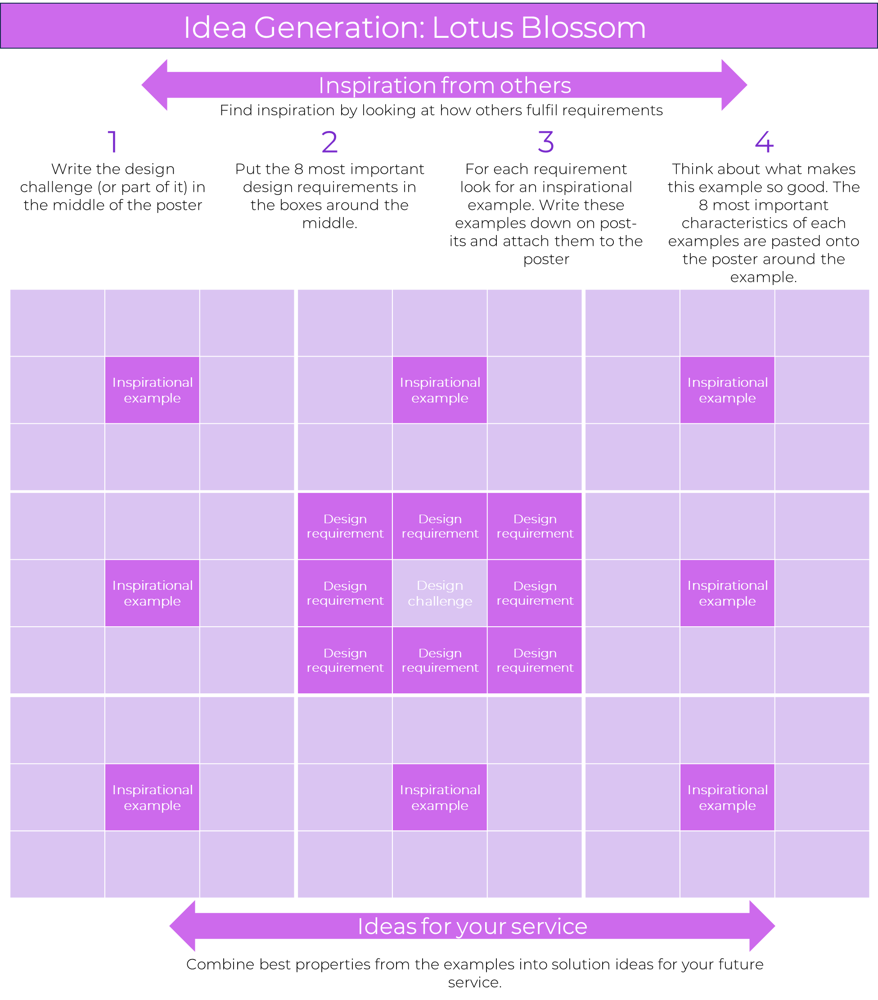 Idea Generation: Lotus Blossom
Inspiration from others
Find inspiration by looking at how others fulfil requirements
1
Write the design
challenge (or part of it) in
the middle of the poster
2
Put the 8 most important
design requirements in
the boxes around the
middle.
3
For each requirement
look for an inspirational
example. Write these
examples down on post-
its and attach them to the
poster
4
Think about what makes
this example so good. The
8 most important
characteristics of each
examples are pasted onto
the poster around the
example.
Inspirational
example
Inspirational
example
Inspirational
example
Design
requirement
Design
requirement
Design
requirement
Inspirational
example
Design
requirement
Design
challenge
Design
requirement
Inspirational
example
Design
requirement
Design
requirement
Design
requirement
Inspirational
example
Inspirational
example
Inspirational
example
Ideas for your service
Combine best properties from the examples into solution ideas for your future
service.